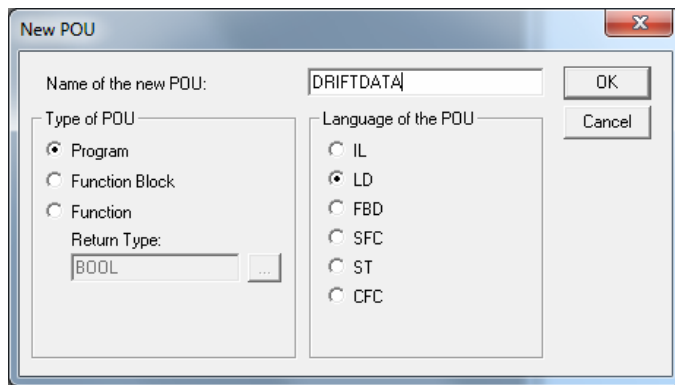 New POU
Name of the new POU:
DRIFTDATA
OK
Cancel
Type of POU
Program
Function Block
Function
Return Type:
BOOL
...
Language of the POU
IL
LD
FBD
SFC
ST
CFC